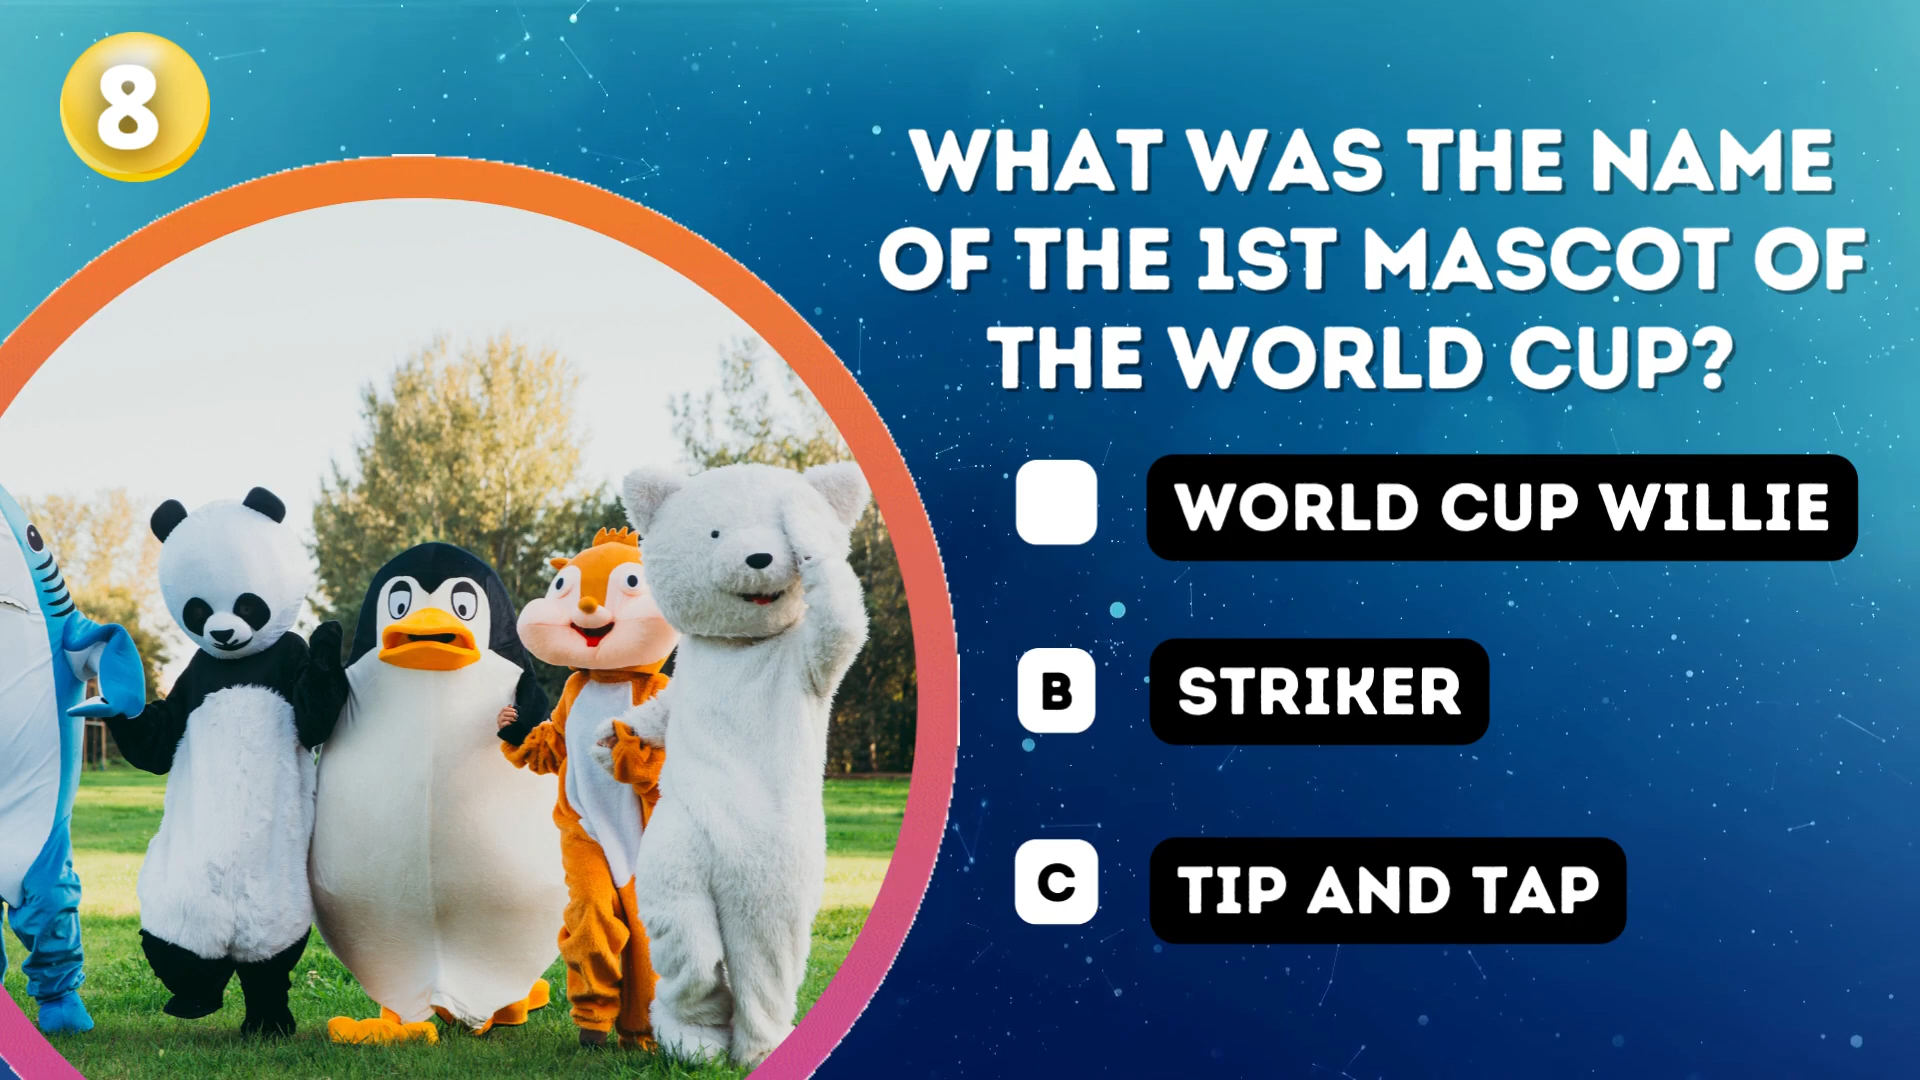 8
WHAT WAS THE NAME
OF THE 1ST MASCOT OF
THE WORLD CUP?
WORLD CUP WILLIE
B STRIKER
C TIP AND TAP